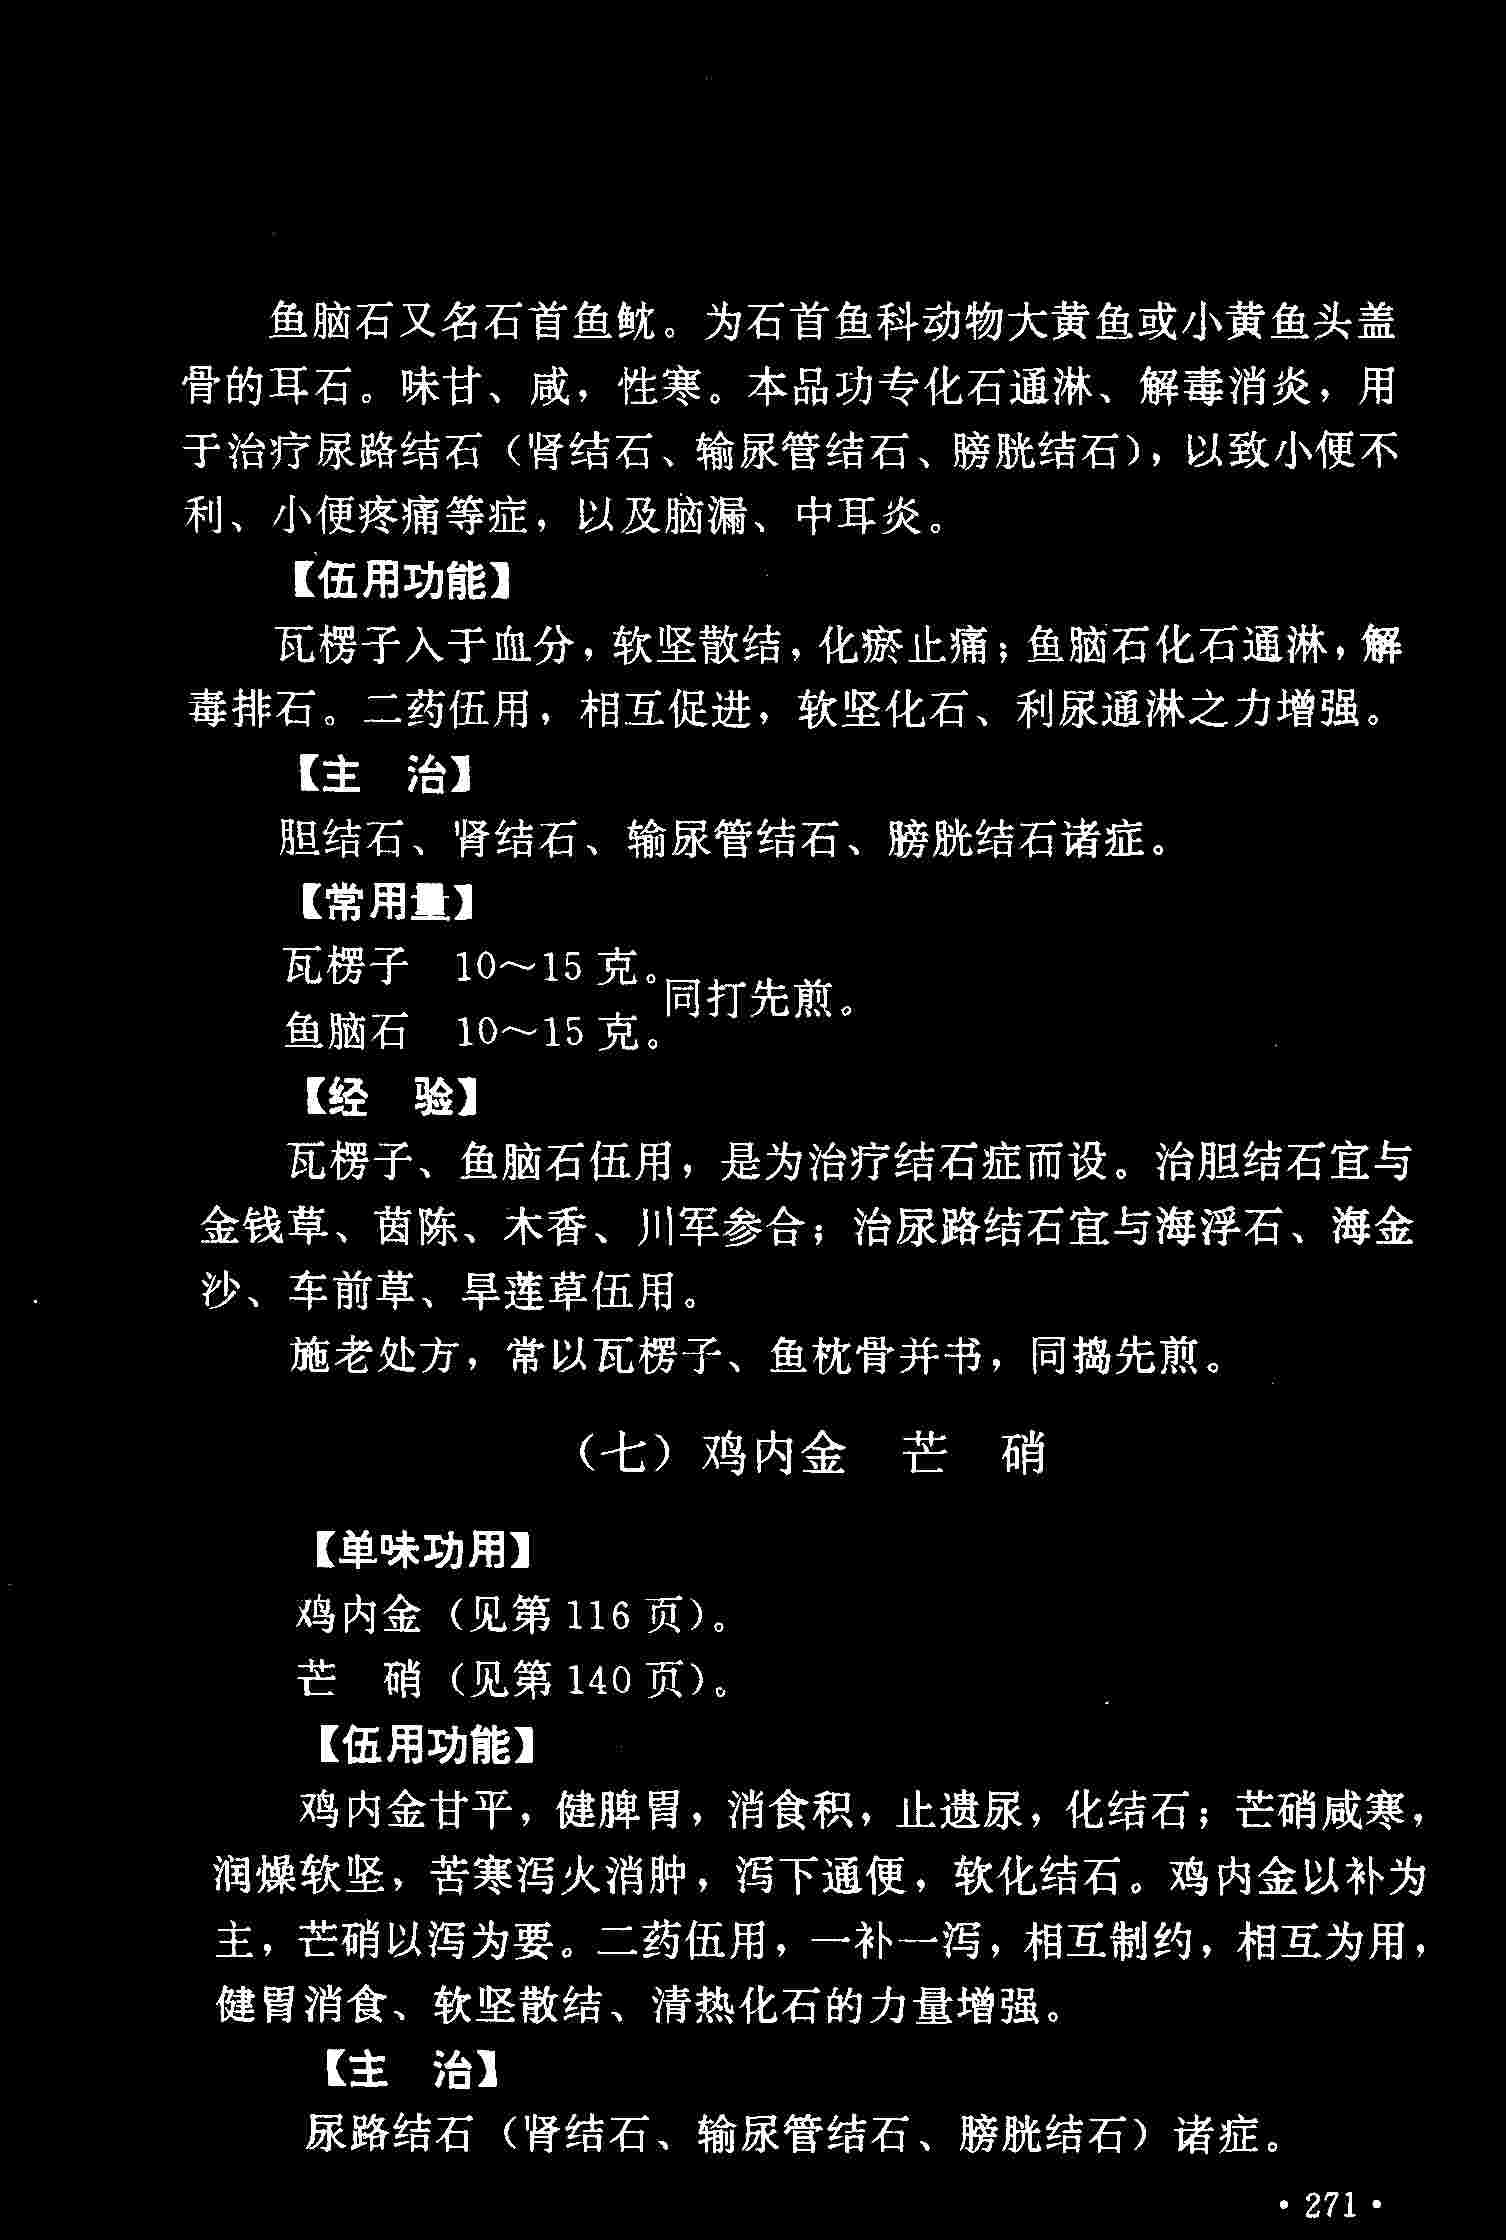 鱼脑石又名石首鱼鱿。为石首鱼科动物大黄鱼或小黄鱼头盖
骨的耳石。味甘、咸，性寒。本品功专化石通淋、解毒消炎，用
于治疗尿路结石（肾结石、输尿管结石、膀胱结石），以致小便不
利、小便疼痛等症，以及脑漏、中耳炎。
【伍用功能】
瓦楞子入于血分，软坚散结，化瘀止痛；鱼脑石化石通淋，解
毒排石。二药伍用，相互促进，软坚化石、利尿通淋之力增强。
【主　治】
胆结石、肾结石、输尿管结石、膀胱结石诸症。
【常用量】
瓦楞子　10～15 克。
同打先煎。
鱼脑石　10～15 克。
【经　验】
瓦楞子、鱼脑石伍用，是为治疗结石症而设。治胆结石宜与
金钱草、茵陈、木香、川军参合；治尿路结石宜与海浮石、海金
沙、车前草、旱莲草伍用。
施老处方，常以瓦楞子、鱼枕骨并书，同捣先煎。
（七）鸡内金　芒　硝
【单味功用】
鸡内金（见第 116 页）。
芒　硝（见第 140 页）。
【伍用功能】
鸡内金甘平，健脾胃，消食积，止遗尿，化结石；芒硝咸寒，
润燥软坚，苦寒泻火消肿，泻下通便，软化结石。鸡内金以补为
主，芒硝以泻为要。二药伍用，一补一泻，相互制约，相互为用，
健胃消食、软坚散结、清热化石的力量增强。
【主　治】
尿路结石（肾结石、输尿管结石、膀胱结石）诸症。
· 271 ·